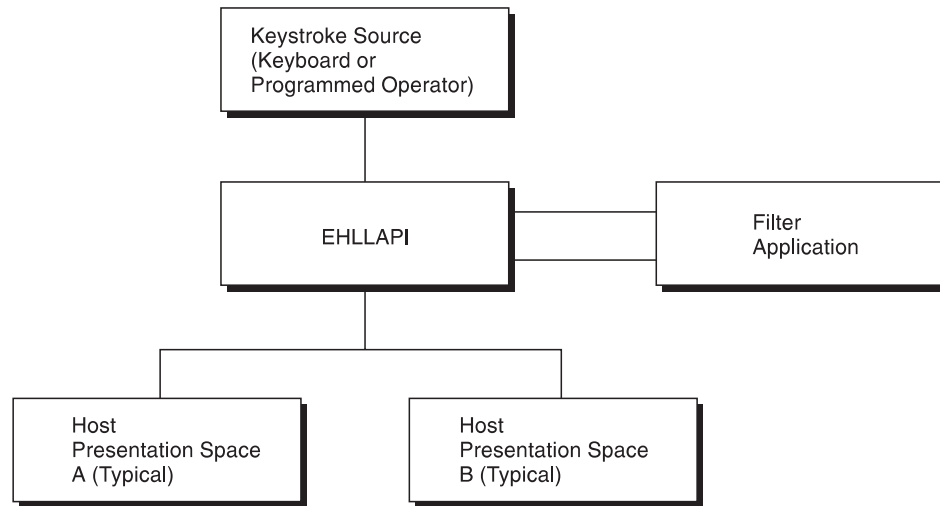 Keystroke Source
(Keyboard or
Programmed Operator)
EHLLAPI
Filter
Application
Host
Presentation Space
A (Typical)
Host
Presentation Space
B (Typical)